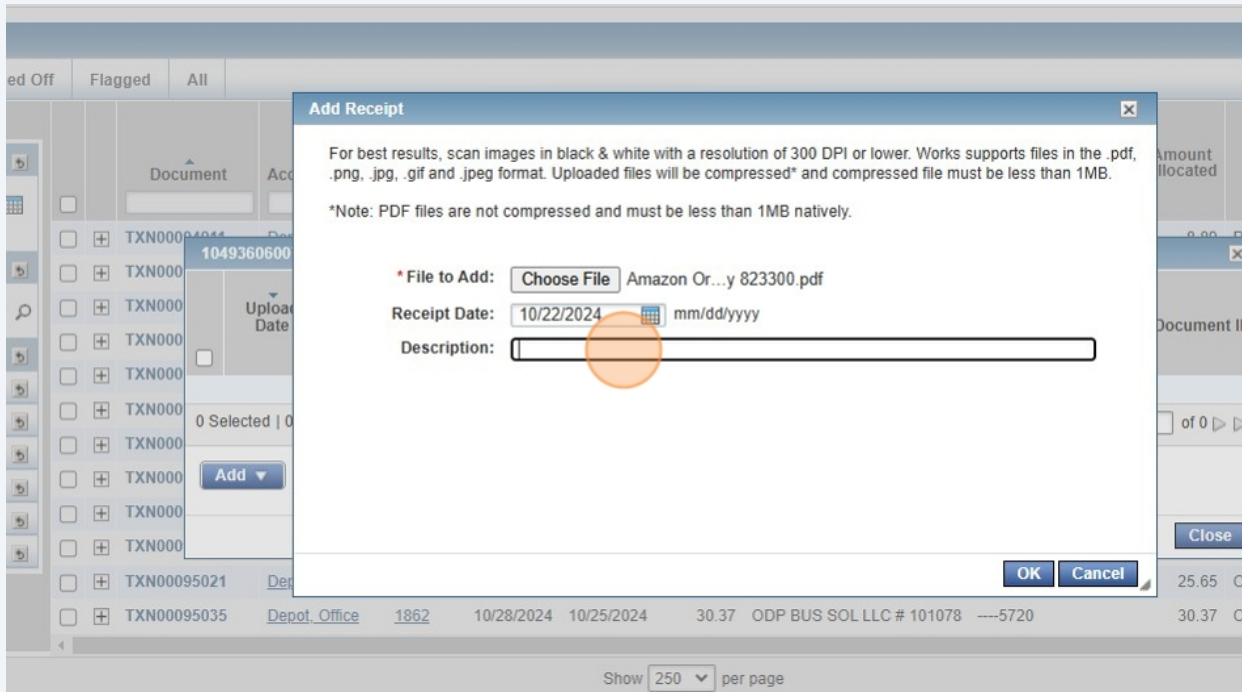 ed Off Flagged All
Add Receipt
For best results, scan images in black & white with a resolution of 300 DPI or lower. Works supports files in the .pdf,
.png, .jpg, .gif and .jpeg format. Uploaded files will be compressed* and compressed file must be less than 1MB.
*Note: PDF files are not compressed and must be less than 1MB natively.
Document Acc
Amount
llocated
*File to Add: Choose File Amazon Or...y 823300.pdf
Receipt Date: 10/22/2024 mm/dd/yyyy
Description:
1049360600
Upload
Date
Document I
TXN000
TXN000
TXN000
TXN000
TXN000
TXN000
TXN000
TXN000
TXN000
0 Selected | 0
of 0
Add
Close
OK Cancel
TXN00095021 Dep 25.65 C
TXN00095035 Depot, Office 1862 10/28/2024 10/25/2024 30.37 ODP BUS SOL LLC # 101078 ----5720 30.37 C
Show 250 per page